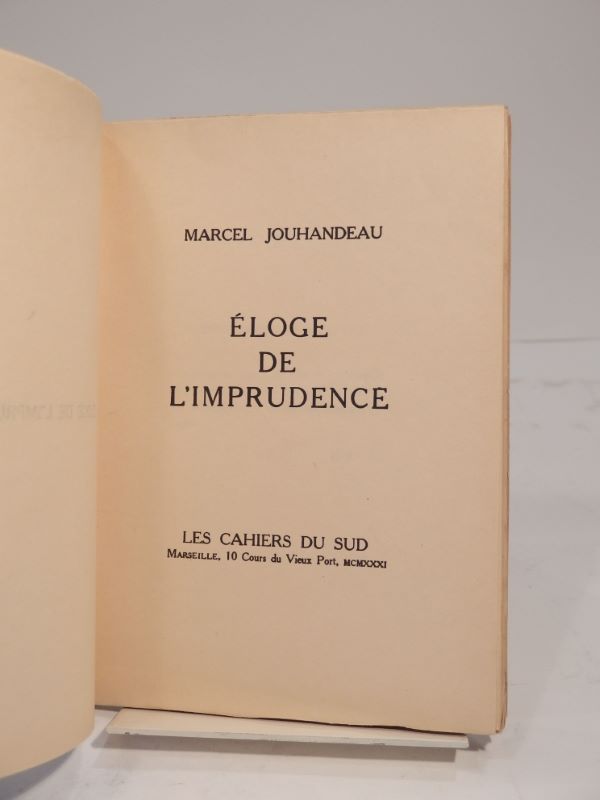 MARCEL JOUHANDEAU
ÉLOGE
DE
L'IMPRUDENCE
LES CAHIERS DU SUD
MARSEILLE, 10 Cours du Vieux Port, MCMXXXI